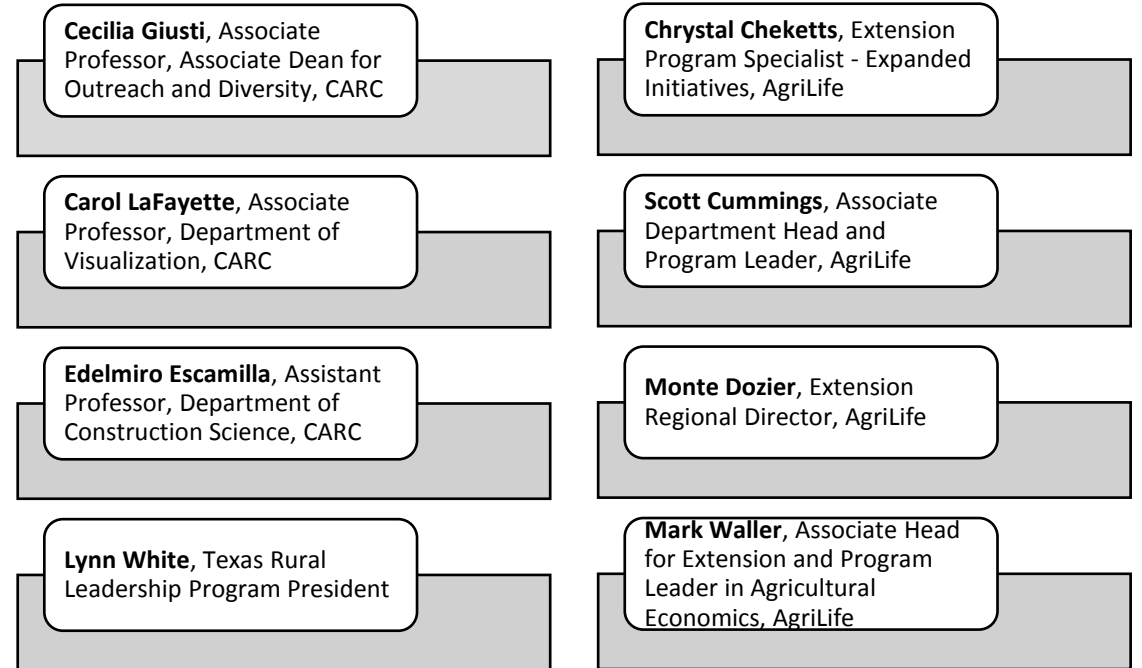 Cecilia Giusti, Associate
Professor, Associate Dean for
Outreach and Diversity, CARC
Carol LaFayette, Associate
Professor, Department of
Visualization, CARC
Edelmiro Escamilla, Assistant
Professor, Department of
Construction Science, CARC
Lynn White, Texas Rural
Leadership Program President
Chrystal Cheketts, Extension
Program Specialist - Expanded
Initiatives, AgriLife
Scott Cummings, Associate
Department Head and
Program Leader, AgriLife
Monte Dozier, Extension
Regional Director, AgriLife
Mark Waller, Associate Head
for Extension and Program
Leader in Agricultural
Economics, AgriLife